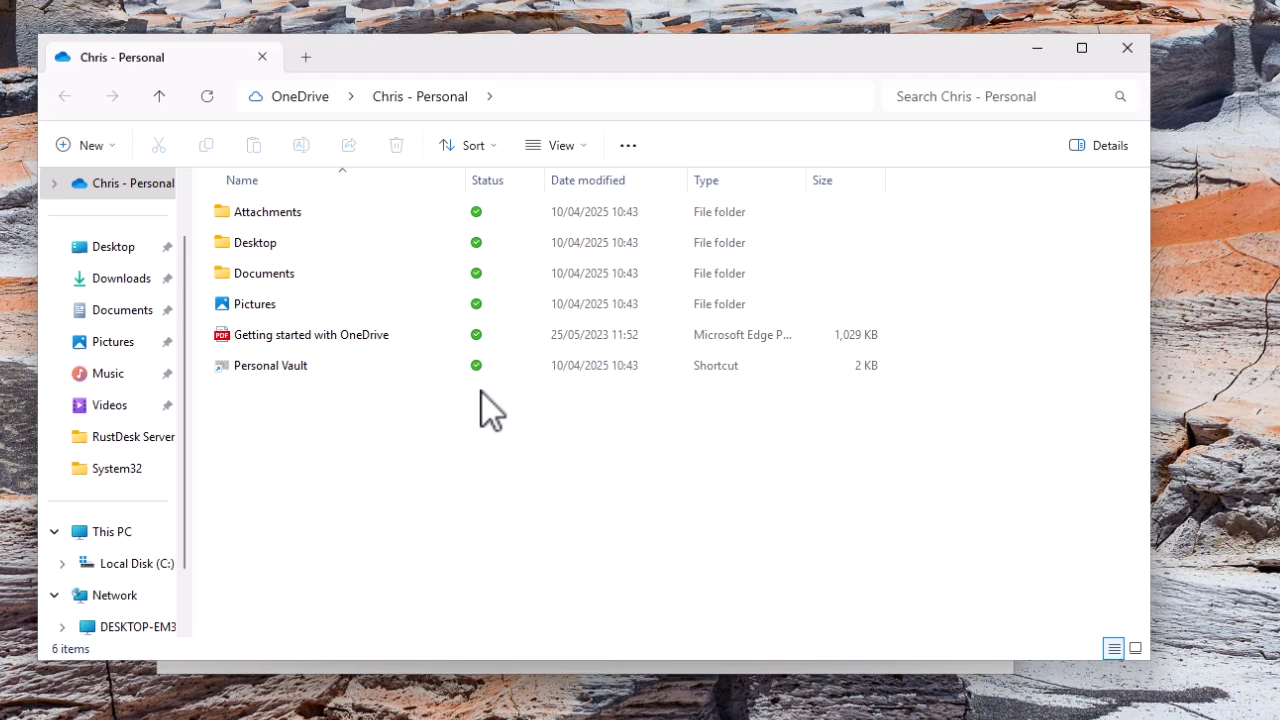 Chris - Personal
OneDrive > Chris - Personal >
Search Chris - Personal
New
Sort
View
Details
Chris - Personal
Desktop
Downloads
Documents
Pictures
Music
Videos
RustDesk Server
System32
This PC
Local Disk (C:)
Network
DESKTOP-EM3
Name Status Date modified Type Size
Attachments 10/04/2025 10:43 File folder
Desktop 10/04/2025 10:43 File folder
Documents 10/04/2025 10:43 File folder
Pictures 10/04/2025 10:43 File folder
PDF Getting started with OneDrive 25/05/2023 11:52 Microsoft Edge P... 1,029 KB
Personal Vault 10/04/2025 10:43 Shortcut 2 KB
6 items